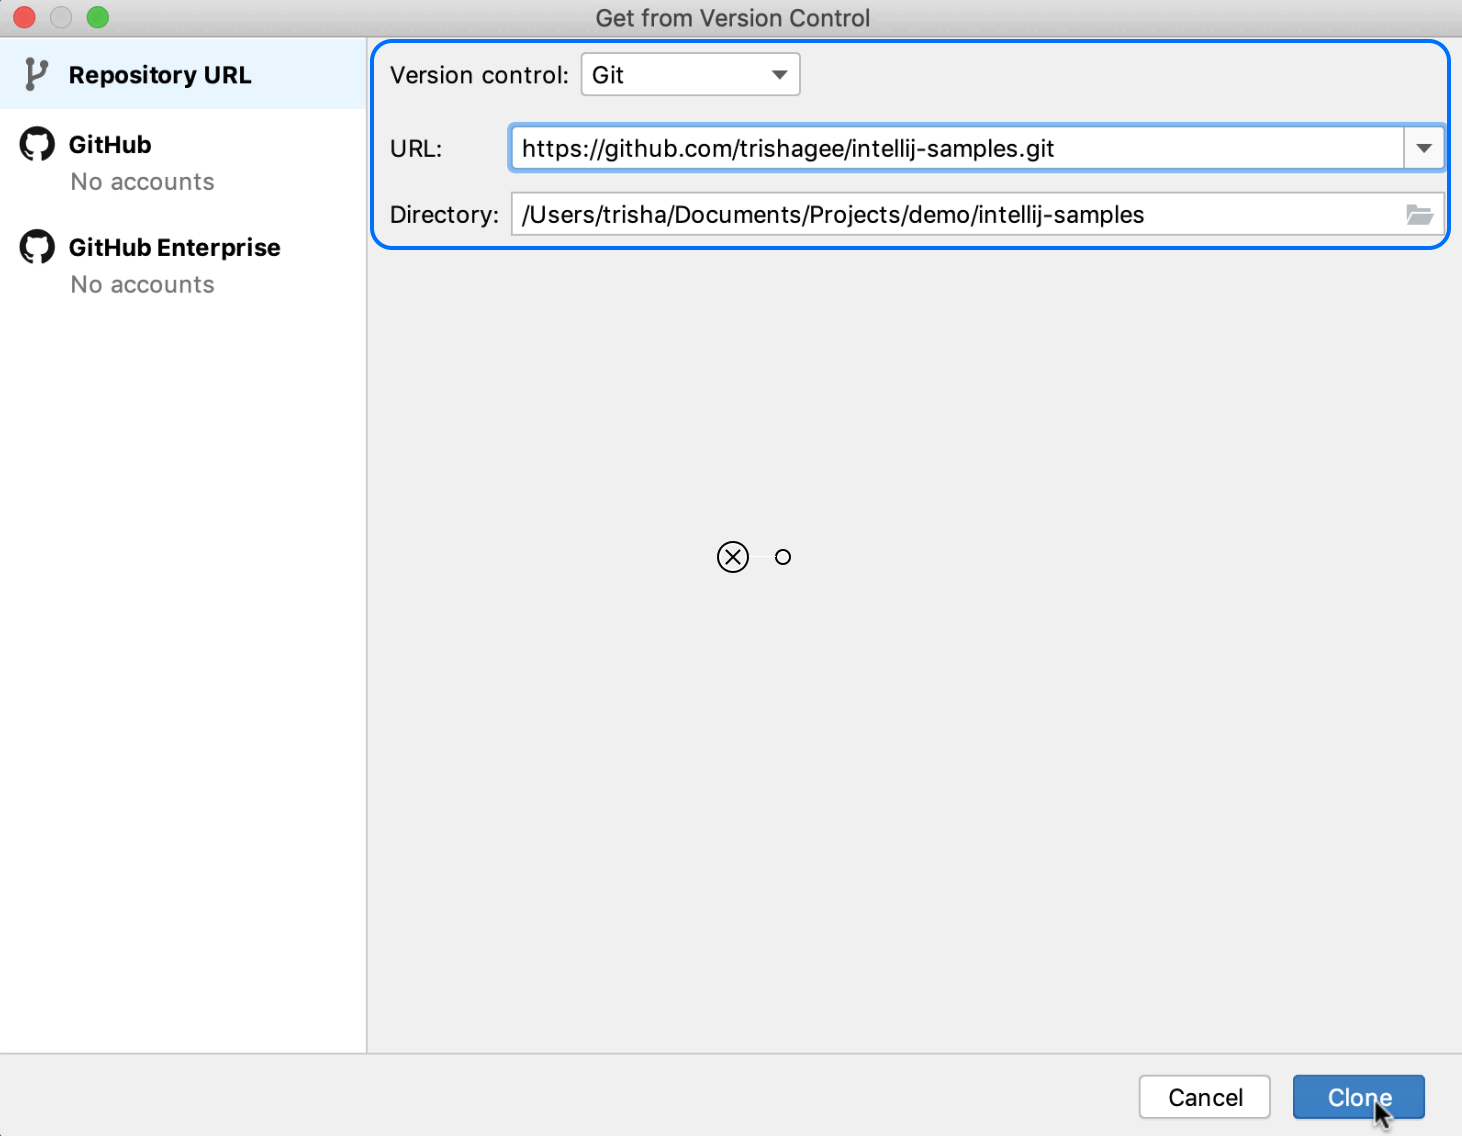 Get from Version Control
Repository URL
GitHub
No accounts
GitHub Enterprise
No accounts
Version control: Git
URL: https://github.com/trishagee/intellij-samples.git
Directory: /Users/trisha/Documents/Projects/demo/intellij-samples
Cancel
Clone